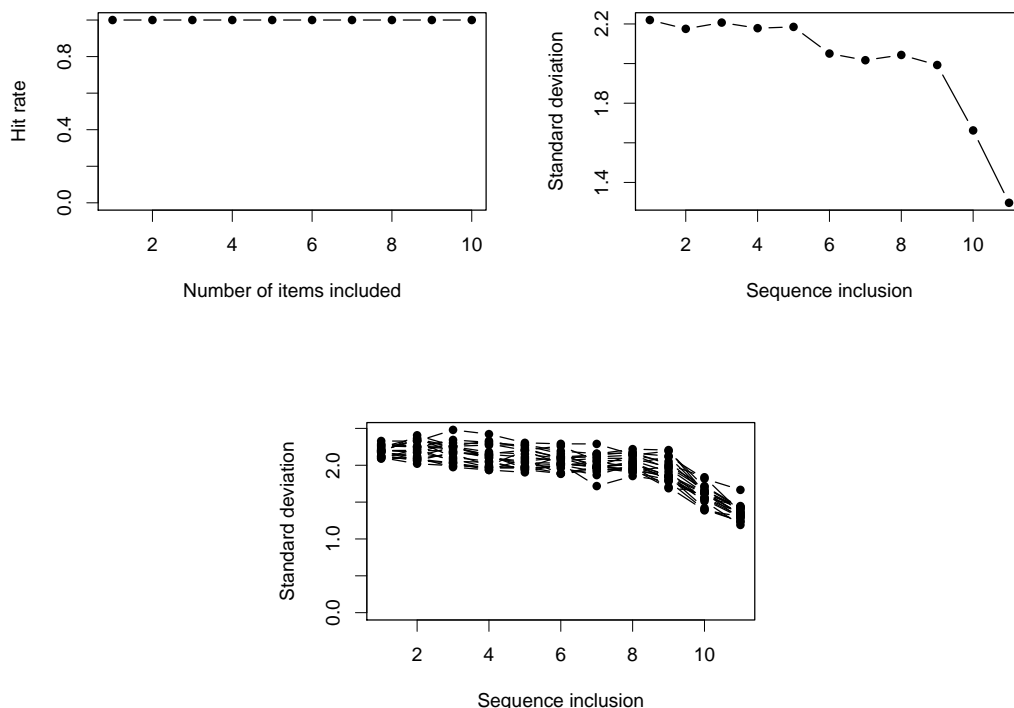 Hit rate
0.0 0.4 0.8
2 4 6 8 10
Number of items included
Standard deviation
1.4 1.8 2.2
2 4 6 8 10
Sequence inclusion
Standard deviation
0.0 1.0 2.0
2 4 6 8 10
Sequence inclusion